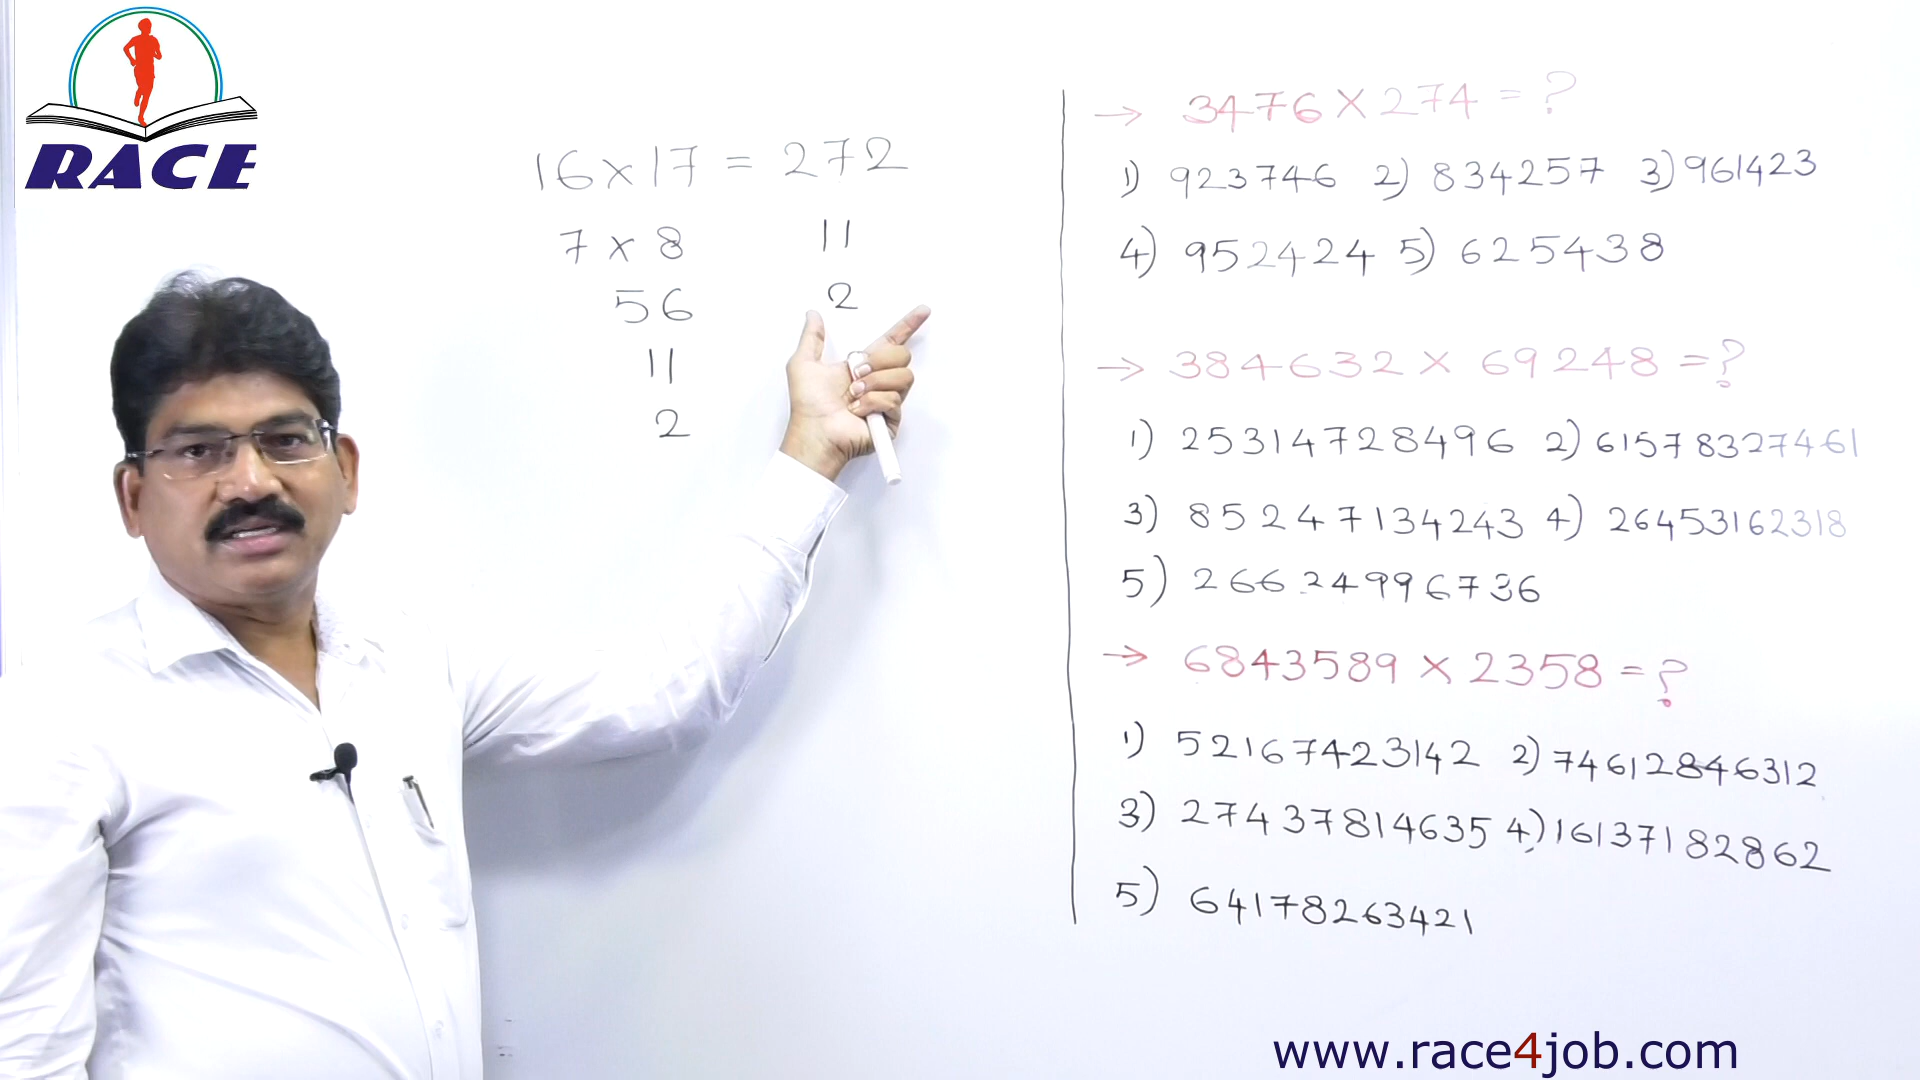 RACE
16 x 17 = 272
7 x 8 11
56 2
11
2
→ 3476 X 274 = ?
1) 923746 2) 834257 3) 961423
4) 952424 5) 625438
→ 384632 x 69248 = ?
1) 25314728496 2) 61578327461
3) 85247134243 4) 26453162318
5) 26624996736
→ 6843589 x 2358 = ?
1) 52167423142 2) 74612846312
3) 27437814635 4) 16137182862
5) 64178263421
www.race4job.com